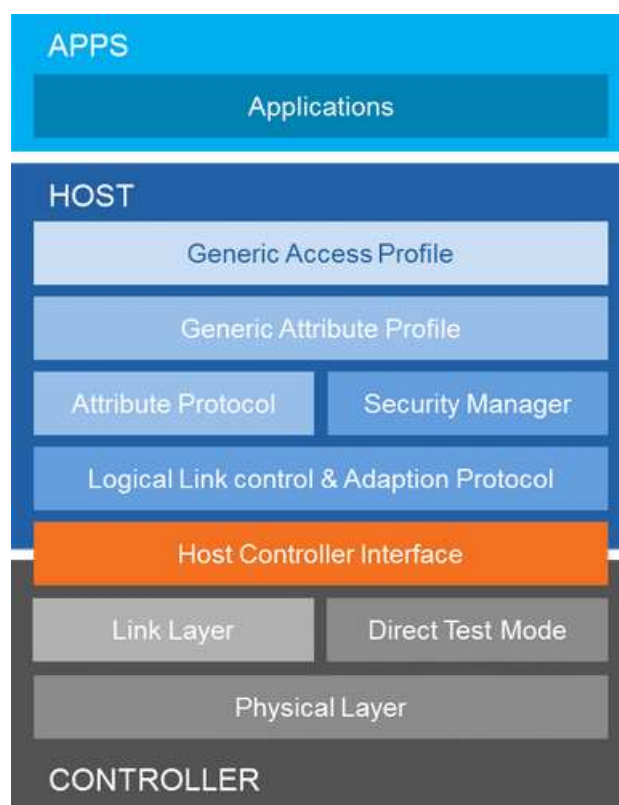 APPS
Applications
HOST
Generic Access Profile
Generic Attribute Profile
Attribute Protocol
Security Manager
Logical Link control & Adaption Protocol
Host Controller Interface
Link Layer
Direct Test Mode
Physical Layer
CONTROLLER